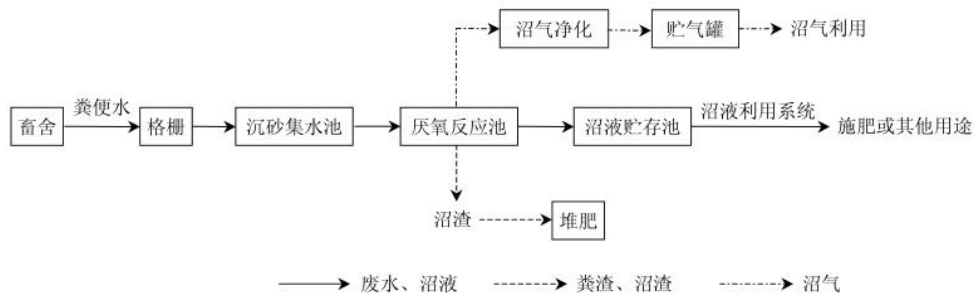 沼气净化 贮气罐 沼气利用
粪便水 沼液利用系统
畜舍 格栅 沉砂集水池 厌氧反应池 沼液贮存池 施肥或其他用途
沼渣 堆肥
废水、沼液 粪渣、沼渣 沼气